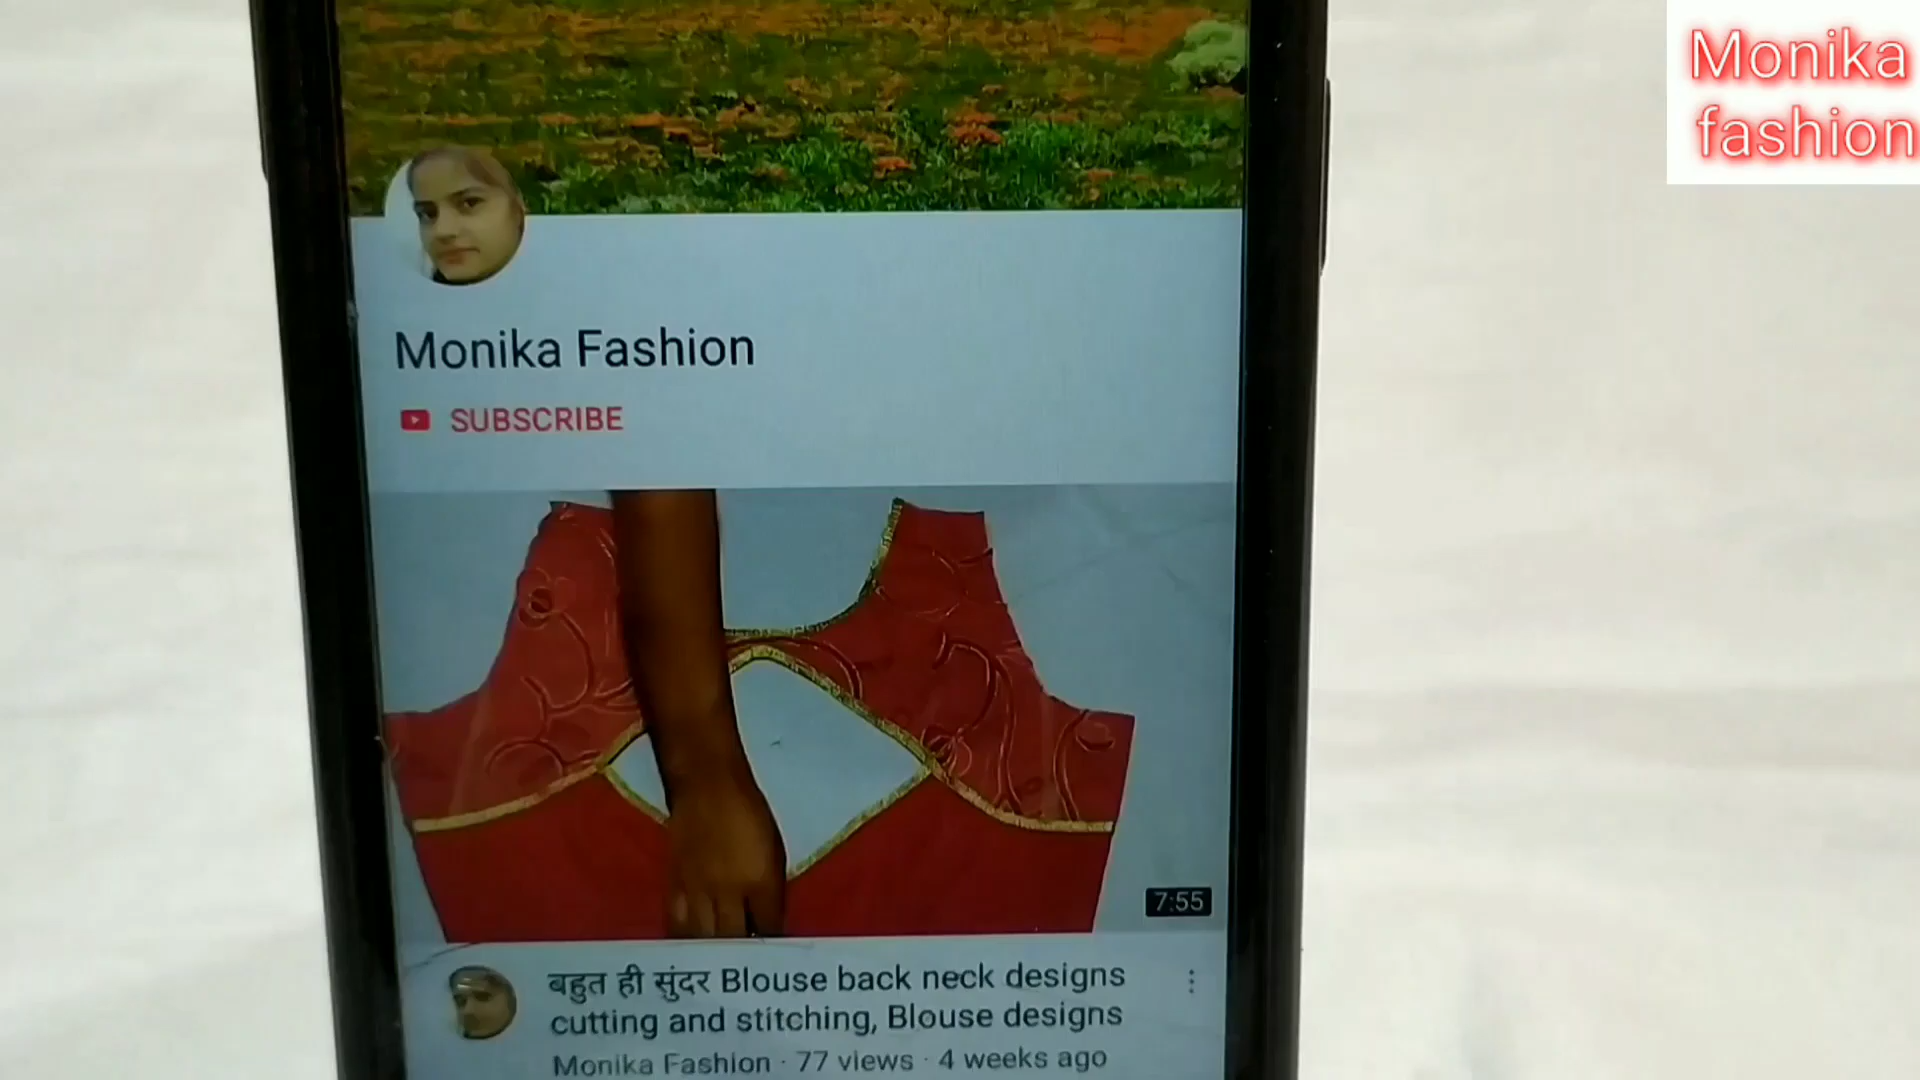 Monika
fashion
Monika Fashion
SUBSCRIBE
7:55
बहुत ही सुंदर Blouse back neck designs
cutting and stitching, Blouse designs
Monika Fashion · 77 views · 4 weeks ago